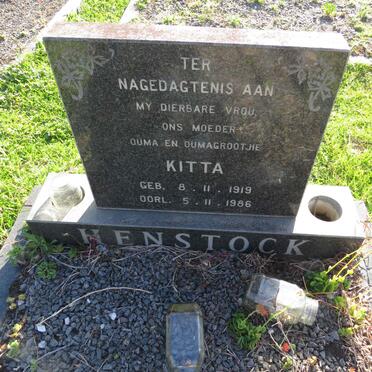 TER
NAGEDAGTENIS AAN
MY DIERBARE VROU,
ONS MOEDER
OUMA EN OUMAGROOTJIE
KITTA
GEB. 8 . 11 . 1919
OORL. 5 . 11 . 1986
HENSTOCK